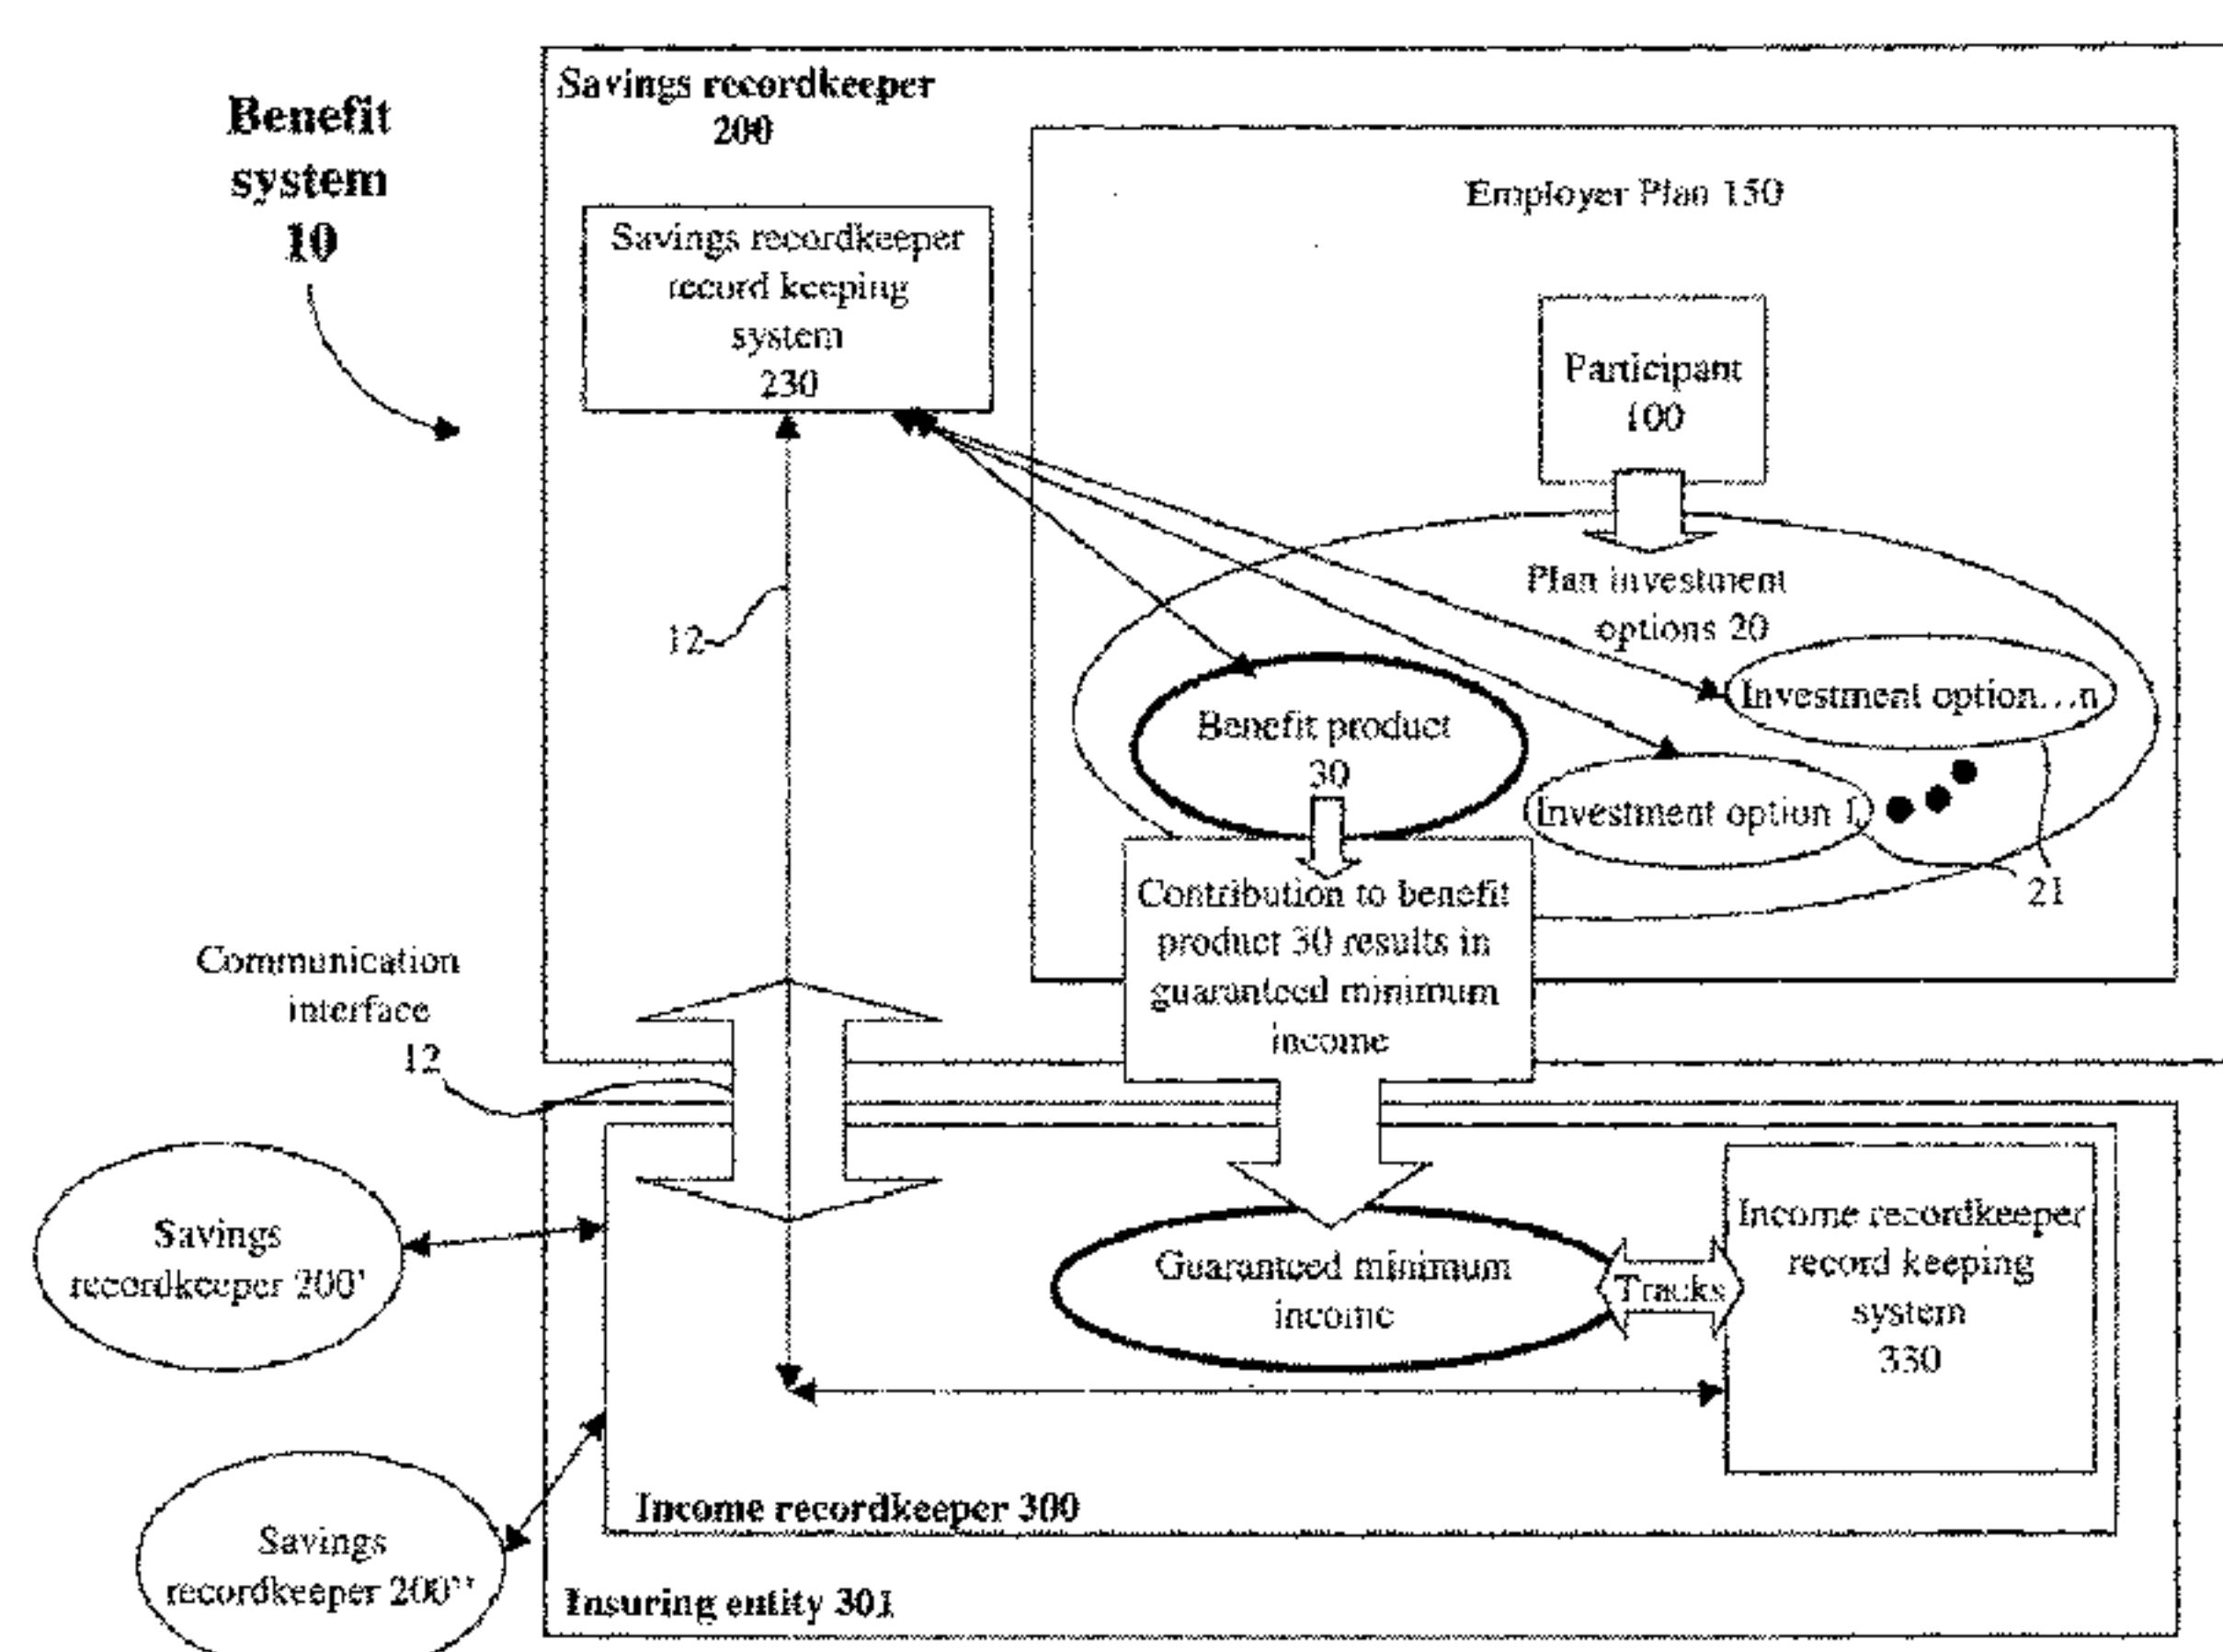 Benefit
system
10
Savings recordkeeper
200
Savings recordkeeper
record keeping
system
230
Employer Plan 150
Participant
100
Plan investment
options 20
12
Investment option...n
Benefit product
30
Investment option 1
21
Contribution to benefit
product 30 results in
guaranteed minimum
income
Communication
interface
12
Savings
recordkeeper 200'
Guaranteed minimum
income
Tracks
Income recordkeeper
record keeping
system
330
Income recordkeeper 300
Savings
recordkeeper 200''
Insuring entity 301